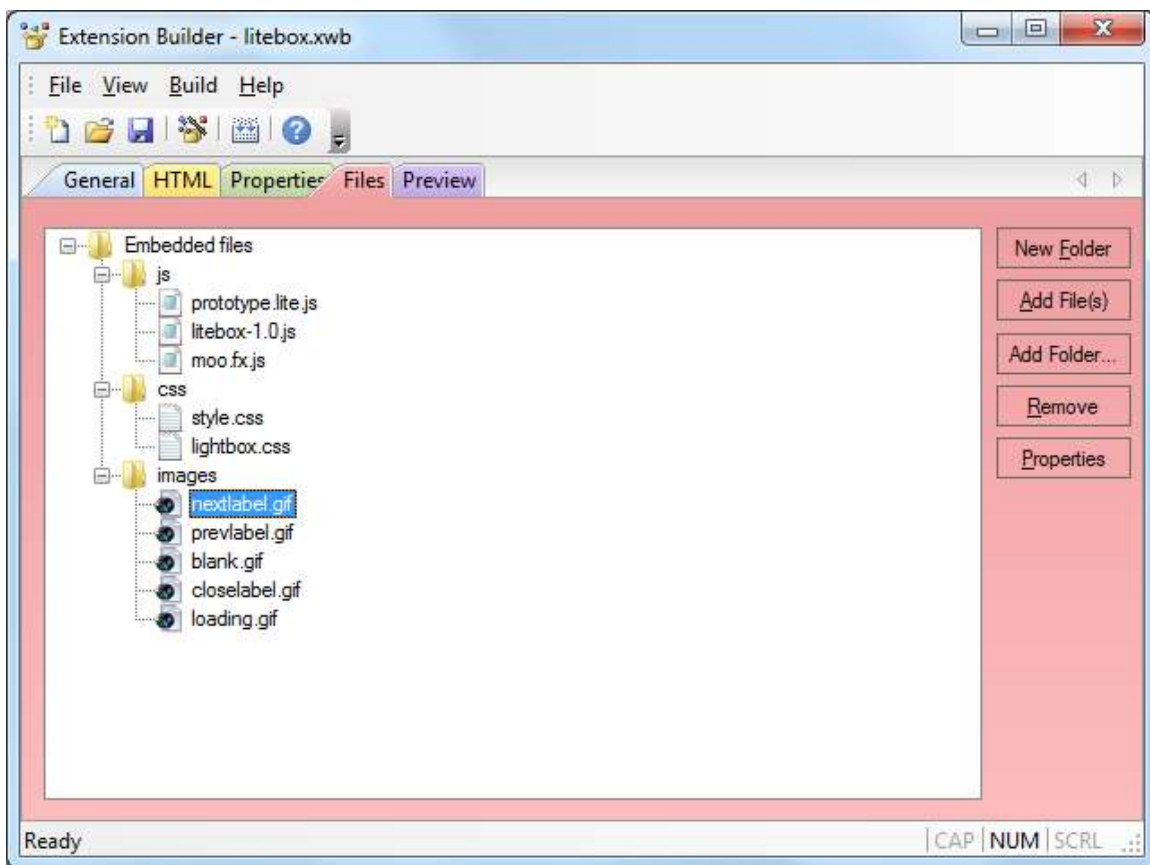 Extension Builder - litebox.xwb
File View Build Help
General HTML Properties Files Preview
Embedded files
js
prototype.lite.js
litebox-1.0.js
moo.fx.js
css
style.css
lightbox.css
images
nextlabel.gif
prevlabel.gif
blank.gif
closelabel.gif
loading.gif
New Folder
Add File(s)
Add Folder...
Remove
Properties
Ready
CAP NUM SCRL